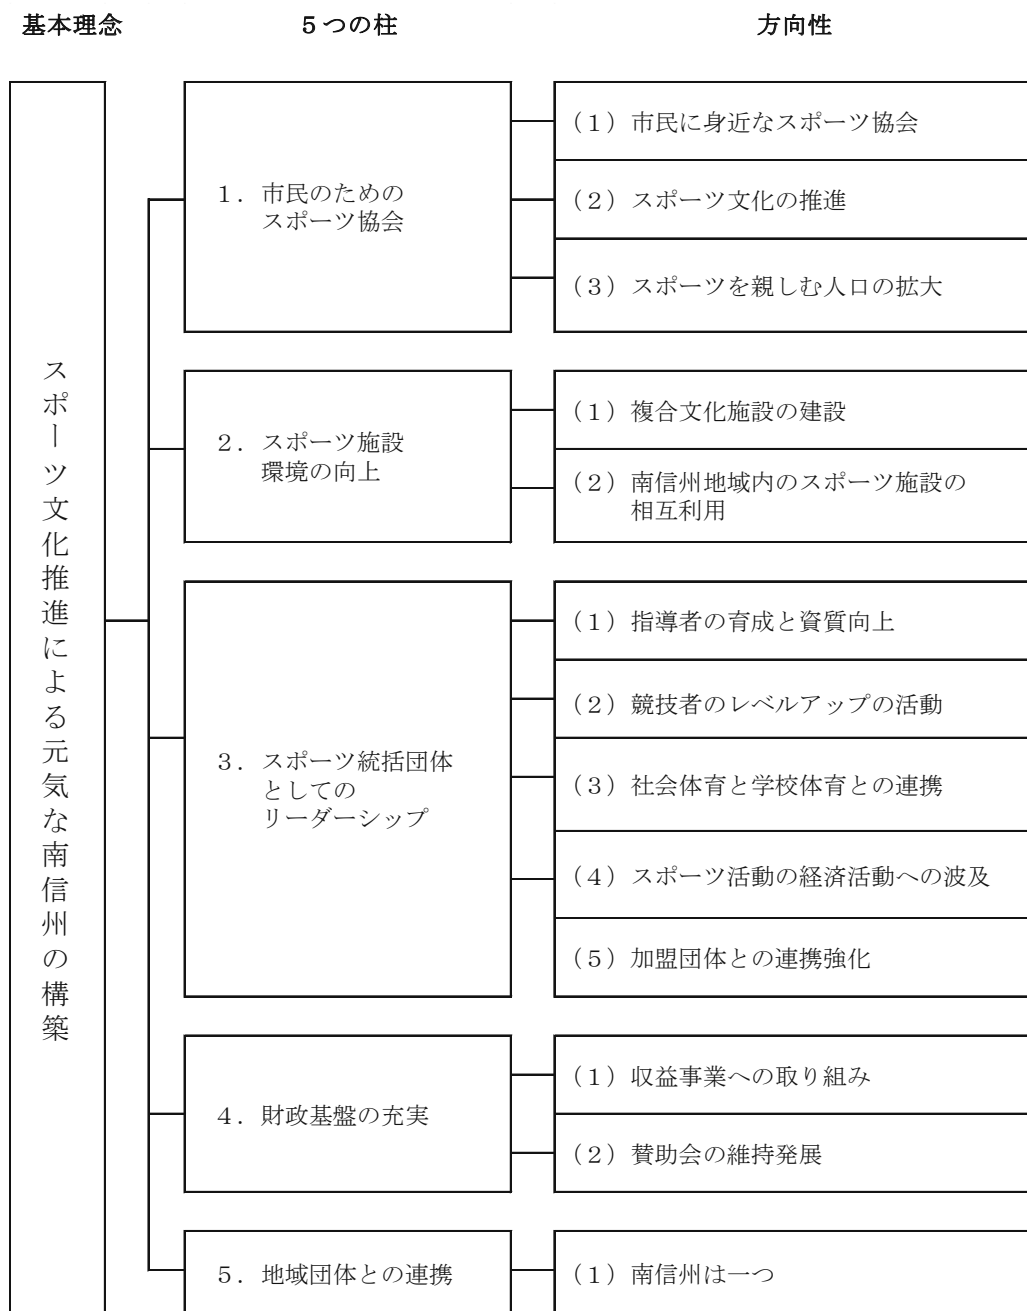 基本理念
5つの柱
方向性
スポーツ文化推進による元気な南信州の構築
1．市民のための
スポーツ協会
（1）市民に身近なスポーツ協会
（2）スポーツ文化の推進
（3）スポーツを親しむ人口の拡大
2．スポーツ施設
環境の向上
（1）複合文化施設の建設
（2）南信州地域内のスポーツ施設の
相互利用
3．スポーツ統括団体
としての
リーダーシップ
（1）指導者の育成と資質向上
（2）競技者のレベルアップの活動
（3）社会体育と学校体育との連携
（4）スポーツ活動の経済活動への波及
（5）加盟団体との連携強化
4．財政基盤の充実
（1）収益事業への取り組み
（2）賛助会の維持発展
5．地域団体との連携
（1）南信州は一つ